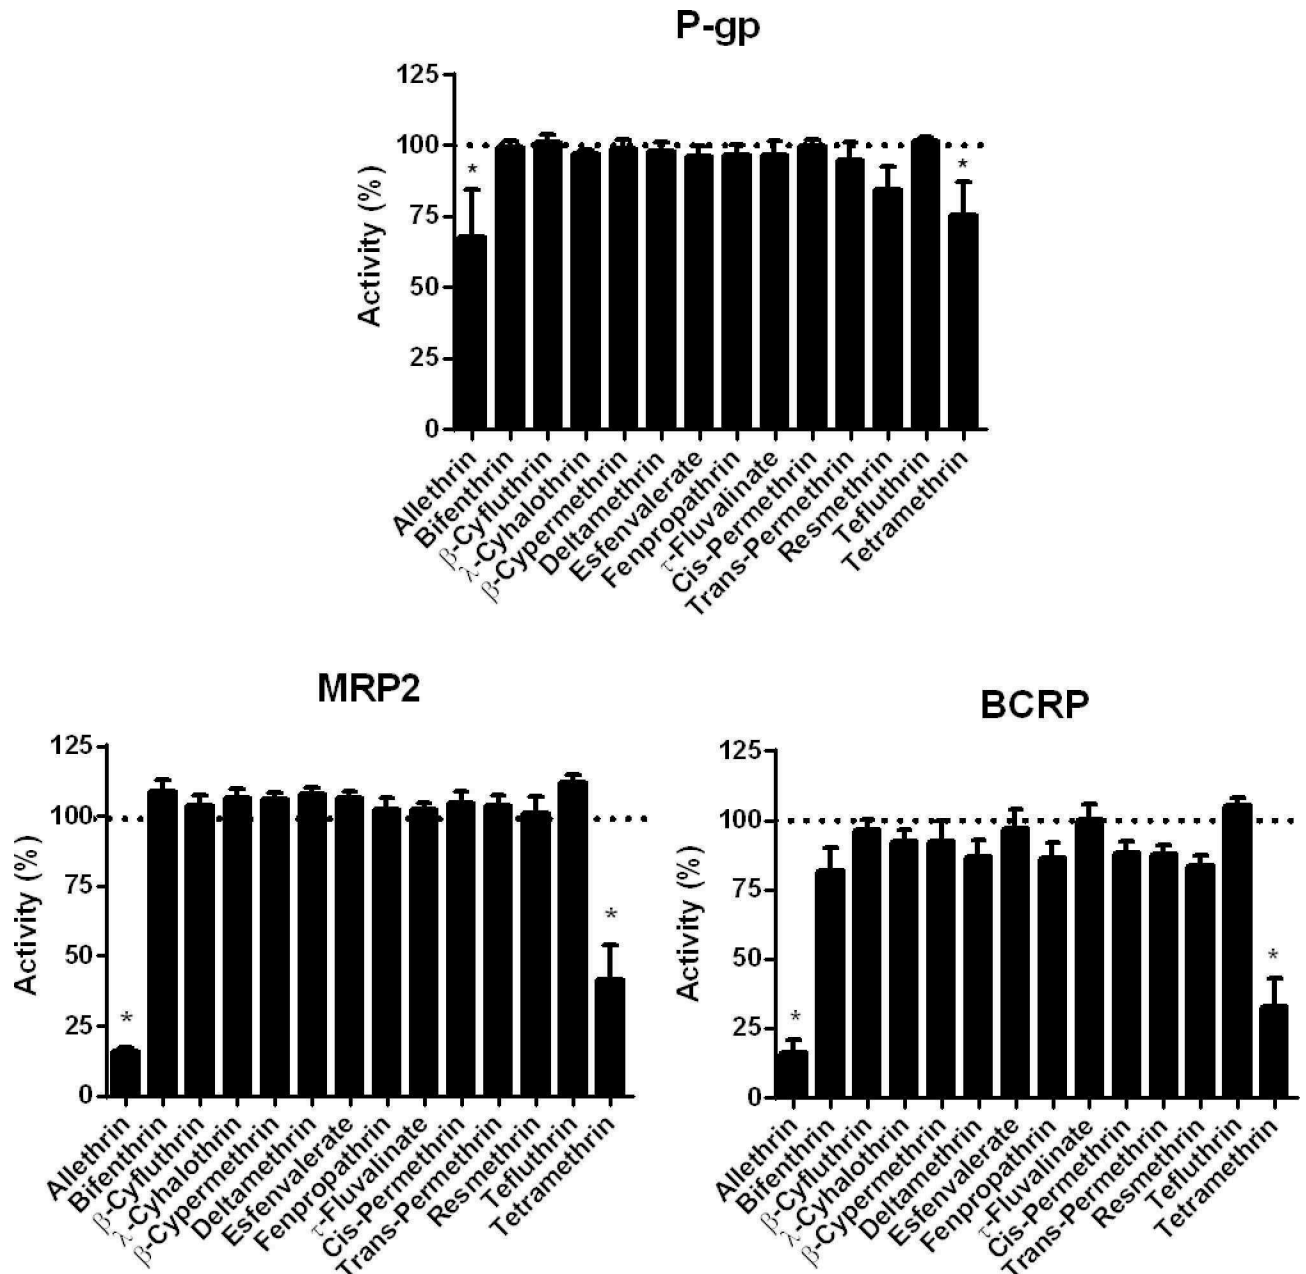 P-gp
Activity (%)
125
100
75
50
25
0
*
*
Allethrin
Bifenthrin
β-Cyfluthrin
λ-Cyhalothrin
β-Cypermethrin
Deltamethrin
Esfenvalerate
Fenpropathrin
τ-Fluvalinate
Cis-Permethrin
Trans-Permethrin
Resmethrin
Tefluthrin
Tetramethrin
MRP2
Activity (%)
125
100
75
50
25
0
*
*
Allethrin
Bifenthrin
β-Cyfluthrin
λ-Cyhalothrin
β-Cypermethrin
Deltamethrin
Esfenvalerate
Fenpropathrin
τ-Fluvalinate
Cis-Permethrin
Trans-Permethrin
Resmethrin
Tefluthrin
Tetramethrin
BCRP
Activity (%)
125
100
75
50
25
0
*
*
Allethrin
Bifenthrin
β-Cyfluthrin
λ-Cyhalothrin
β-Cypermethrin
Deltamethrin
Esfenvalerate
Fenpropathrin
τ-Fluvalinate
Cis-Permethrin
Trans-Permethrin
Resmethrin
Tefluthrin
Tetramethrin